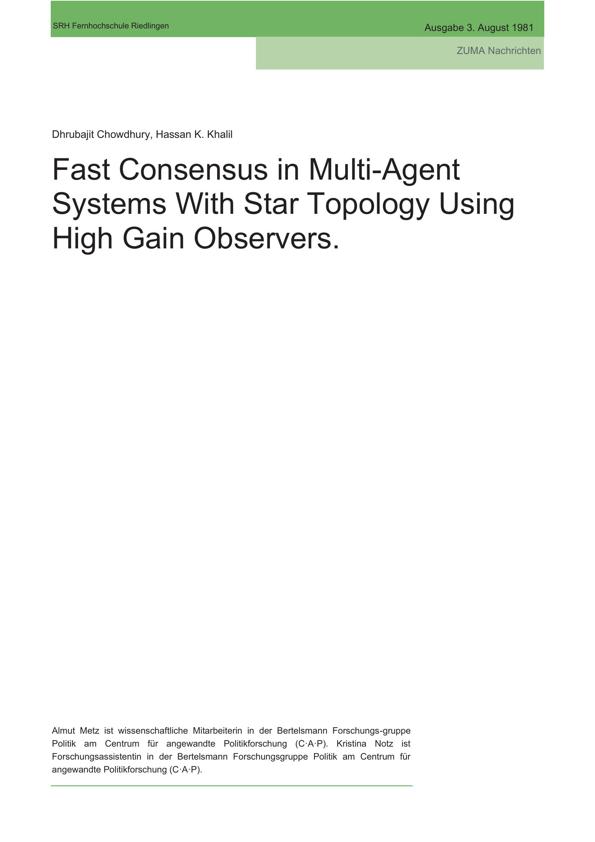 SRH Fernhochschule Riedlingen
Ausgabe 3. August 1981
ZUMA Nachrichten
Dhrubajit Chowdhury, Hassan K. Khalil
Fast Consensus in Multi-Agent
Systems With Star Topology Using
High Gain Observers.
Almut Metz ist wissenschaftliche Mitarbeiterin in der Bertelsmann Forschungs-gruppe
Politik am Centrum für angewandte Politikforschung (C·A·P). Kristina Notz ist
Forschungsassistentin in der Bertelsmann Forschungsgruppe Politik am Centrum für
angewandte Politikforschung (C·A·P).